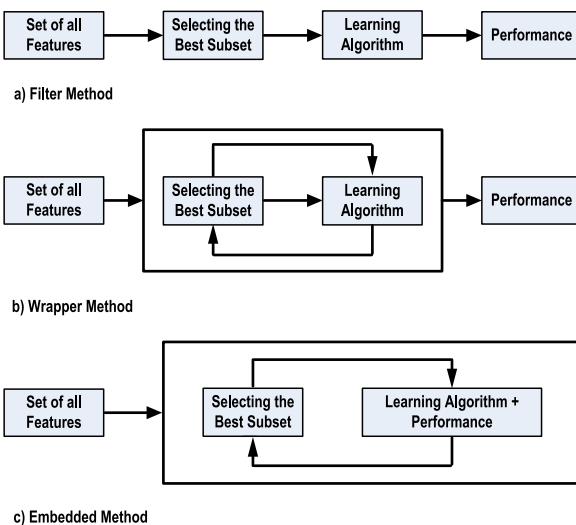 Set of all
Features
Selecting the
Best Subset
Learning
Algorithm
Performance
a) Filter Method
Set of all
Features
Selecting the
Best Subset
Learning
Algorithm
Performance
b) Wrapper Method
Set of all
Features
Selecting the
Best Subset
Learning Algorithm +
Performance
c) Embedded Method